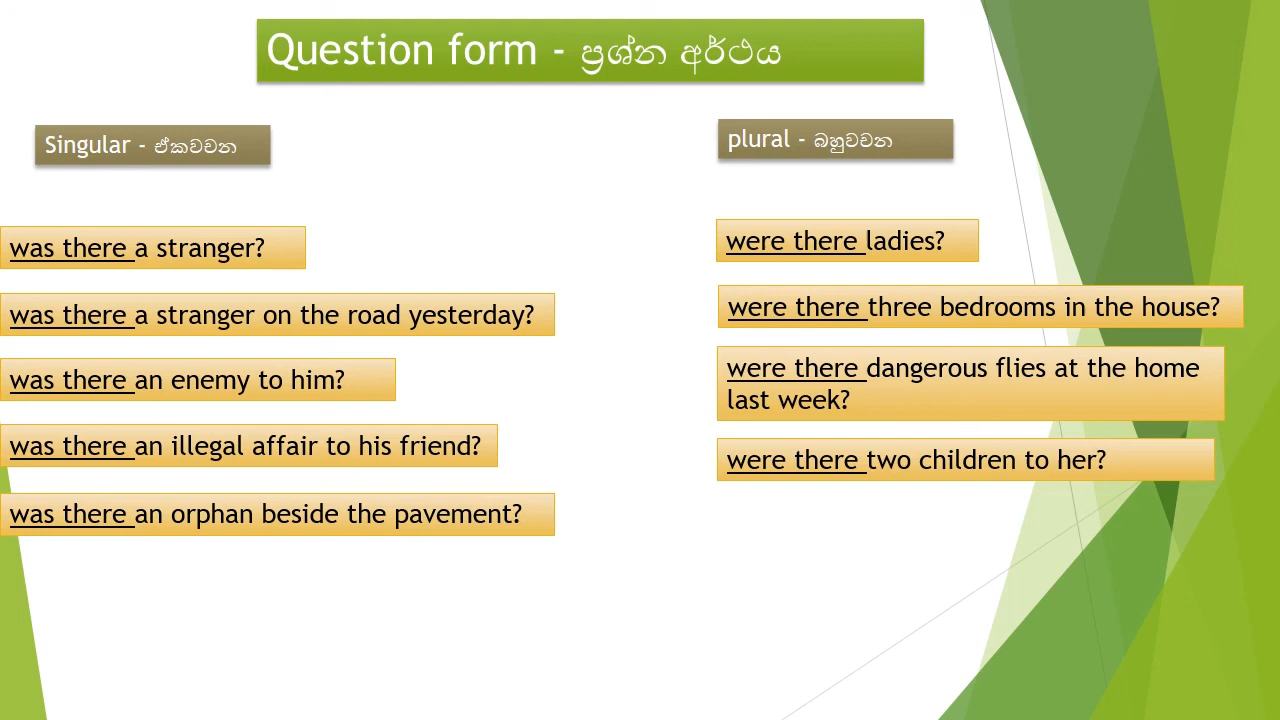 Question form - ප්‍රශ්න අර්ථය
Singular - ඒකවචන
was there a stranger?
was there a stranger on the road yesterday?
was there an enemy to him?
was there an illegal affair to his friend?
was there an orphan beside the pavement?
plural - බහුවචන
were there ladies?
were there three bedrooms in the house?
were there dangerous flies at the home
last week?
were there two children to her?